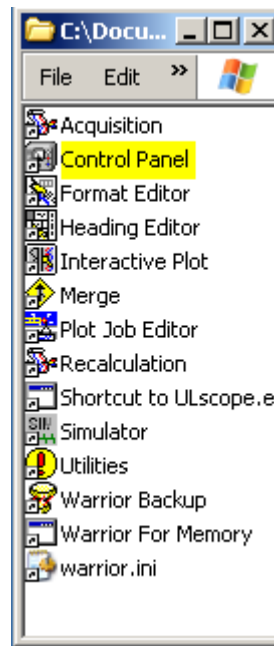 C:\Docu...
File Edit »
Acquisition
Control Panel
Format Editor
Heading Editor
Interactive Plot
Merge
Plot Job Editor
Recalculation
Shortcut to ULscope.e
SIM
Simulator
Utilities
Warrior Backup
Warrior For Memory
warrior.ini